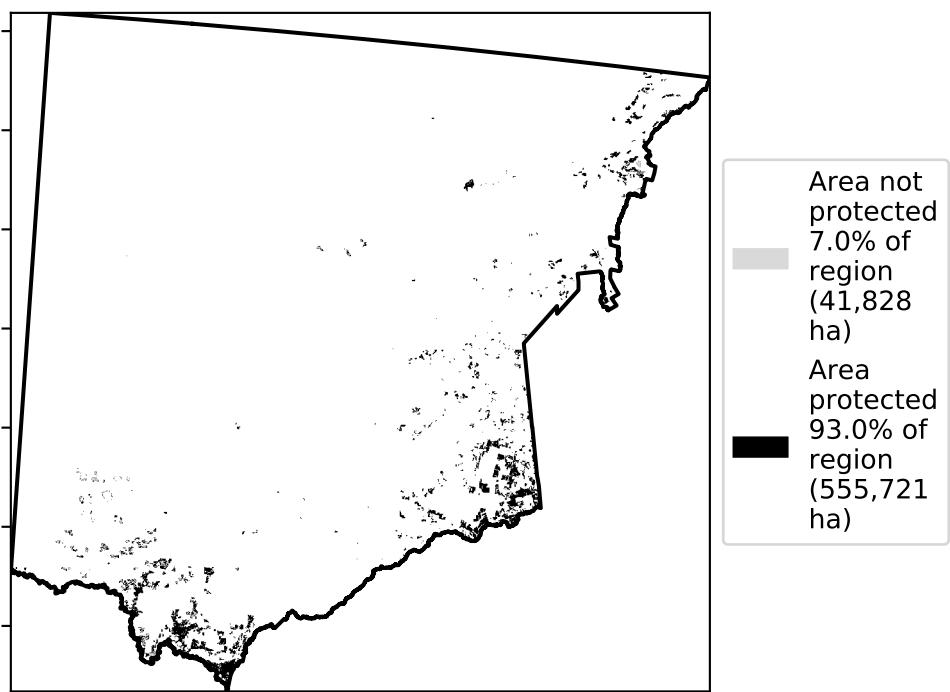 Area not
protected
7.0% of
region
(41,828
ha)
Area
protected
93.0% of
region
(555,721
ha)